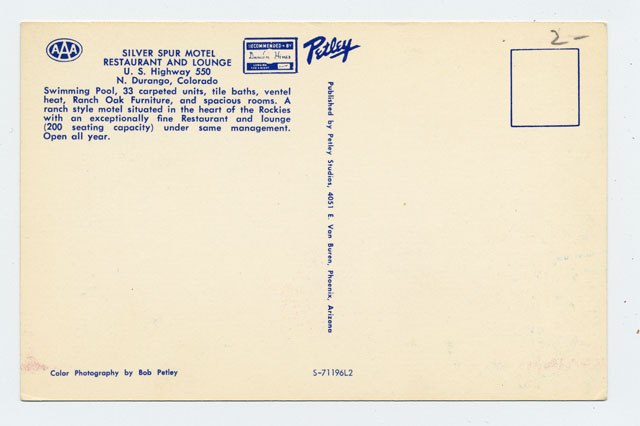 AAA
SILVER SPUR MOTEL
RESTAURANT AND LOUNGE
U. S. Highway 550
N. Durango, Colorado
Swimming Pool, 33 carpeted units, tile baths, ventel
heat, Ranch Oak Furniture, and spacious rooms. A
ranch style motel situated in the heart of the Rockies
with an exceptionally fine Restaurant and lounge
(200 seating capacity) under same management.
Open all year.
RECOMMENDED BY
Duncan Hines
Petley
2-
Published by Petley Studios, 4051 E. Van Buren, Phoenix, Arizona
Color Photography by Bob Petley
S-71196L2